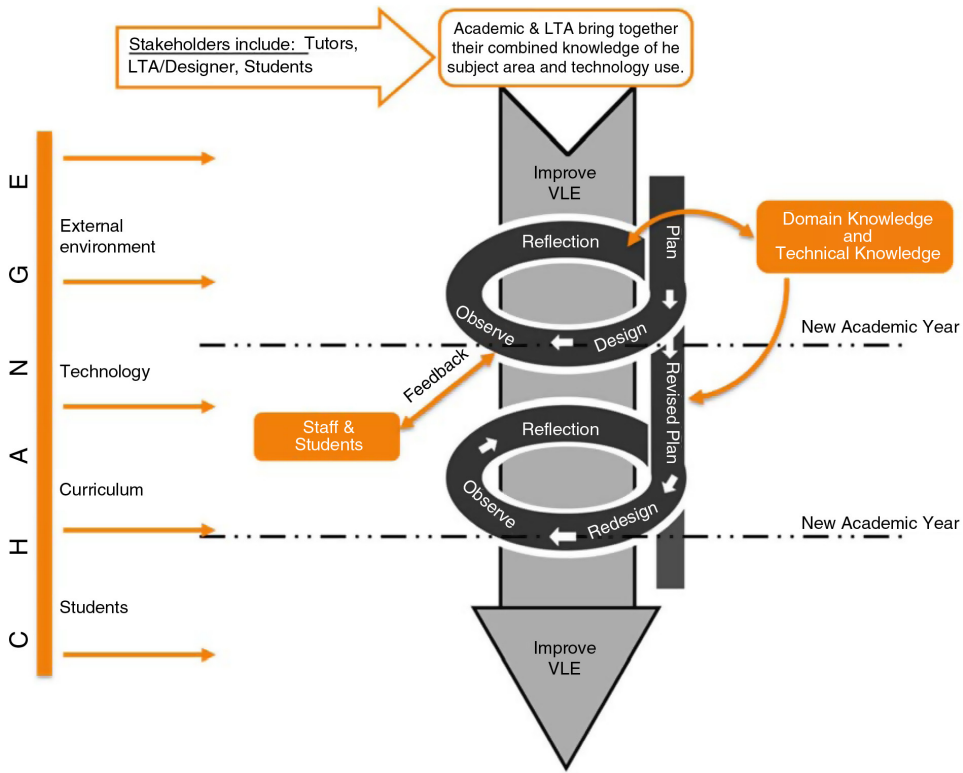 Stakeholders include: Tutors,
LTA/Designer, Students
Academic & LTA bring together
their combined knowledge of he
subject area and technology use.
Improve
VLE
C H A N G E
External
environment
Technology
Curriculum
Students
Reflection
Plan
Observe
Design
Domain Knowledge
and
Technical Knowledge
New Academic Year
Feedback
Staff &
Students
Revised Plan
Reflection
Observe
Redesign
New Academic Year
Improve
VLE